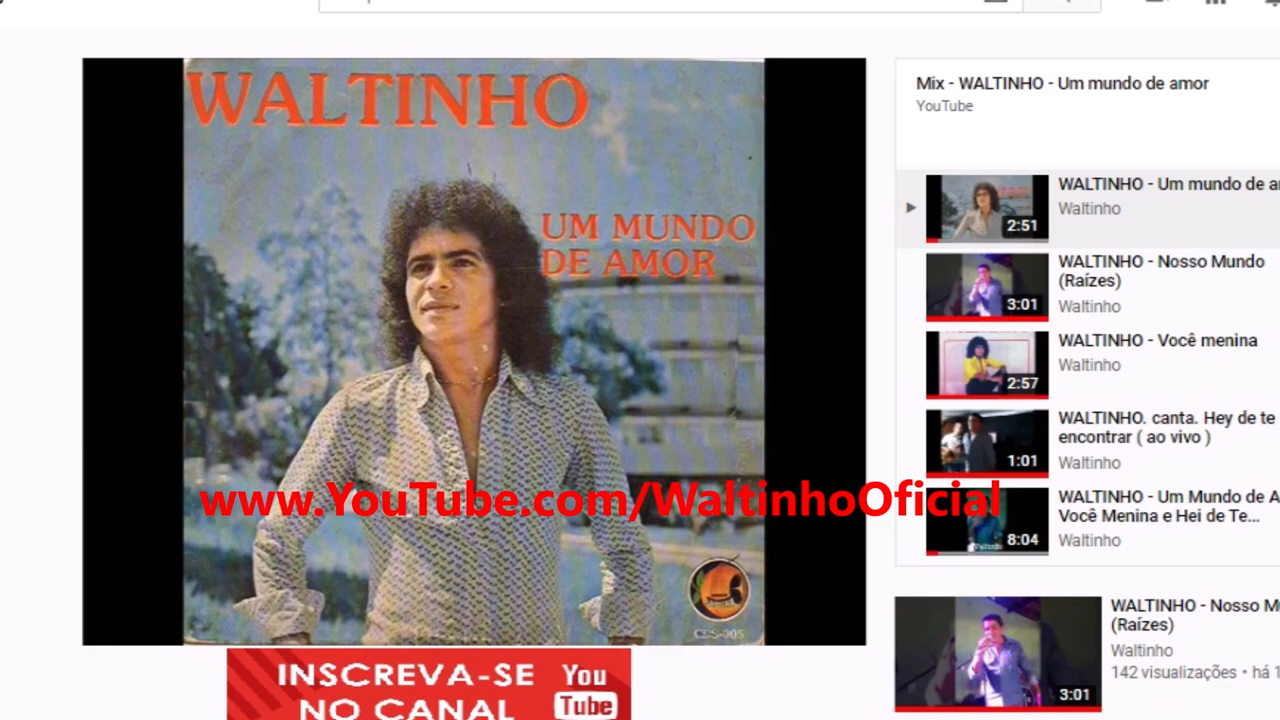 WALTINHO
UM MUNDO
DE AMOR
www.YouTube.com/WaltinhoOficial
CDS-005
INSCREVA-SE
NO CANAL
You
Tube
Mix - WALTINHO - Um mundo de amor
YouTube
WALTINHO - Um mundo de a
Waltinho
2:51
WALTINHO - Nosso Mundo
(Raízes)
Waltinho
3:01
WALTINHO - Você menina
Waltinho
2:57
WALTINHO. canta. Hey de te
encontrar ( ao vivo )
Waltinho
1:01
WALTINHO - Um Mundo de A
Você Menina e Hei de Te...
Waltinho
8:04
WALTINHO - Nosso M
(Raízes)
Waltinho
142 visualizações • há 1
3:01